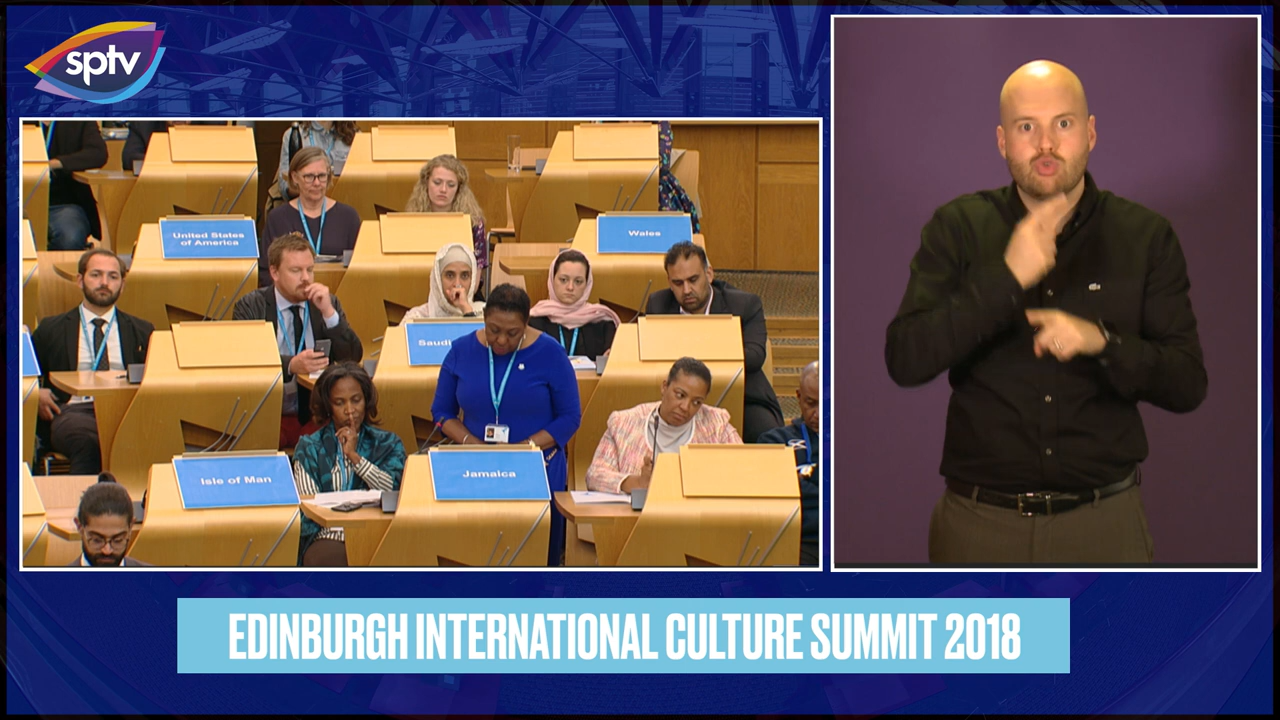 sptv
United States
of America
Wales
Saudi
Isle of Man
Jamaica
EDINBURGH INTERNATIONAL CULTURE SUMMIT 2018